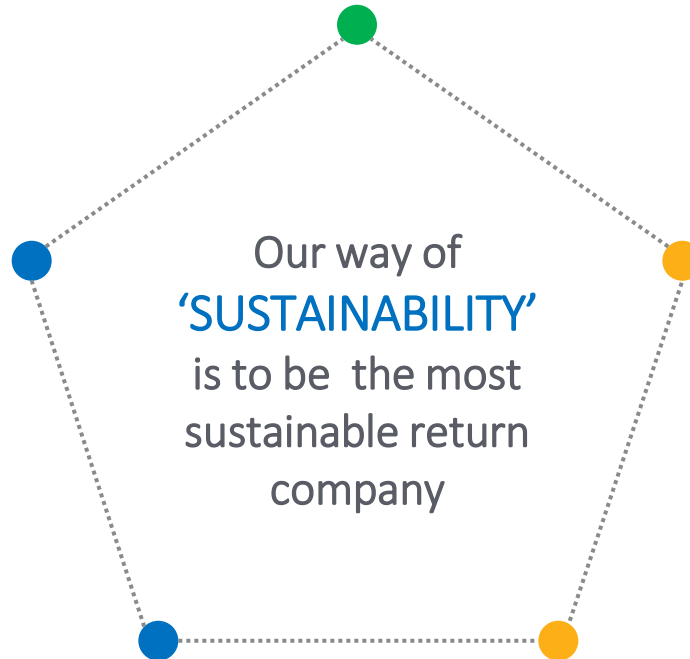 Our way of
‘SUSTAINABILITY’
is to be  the most
sustainable return
company